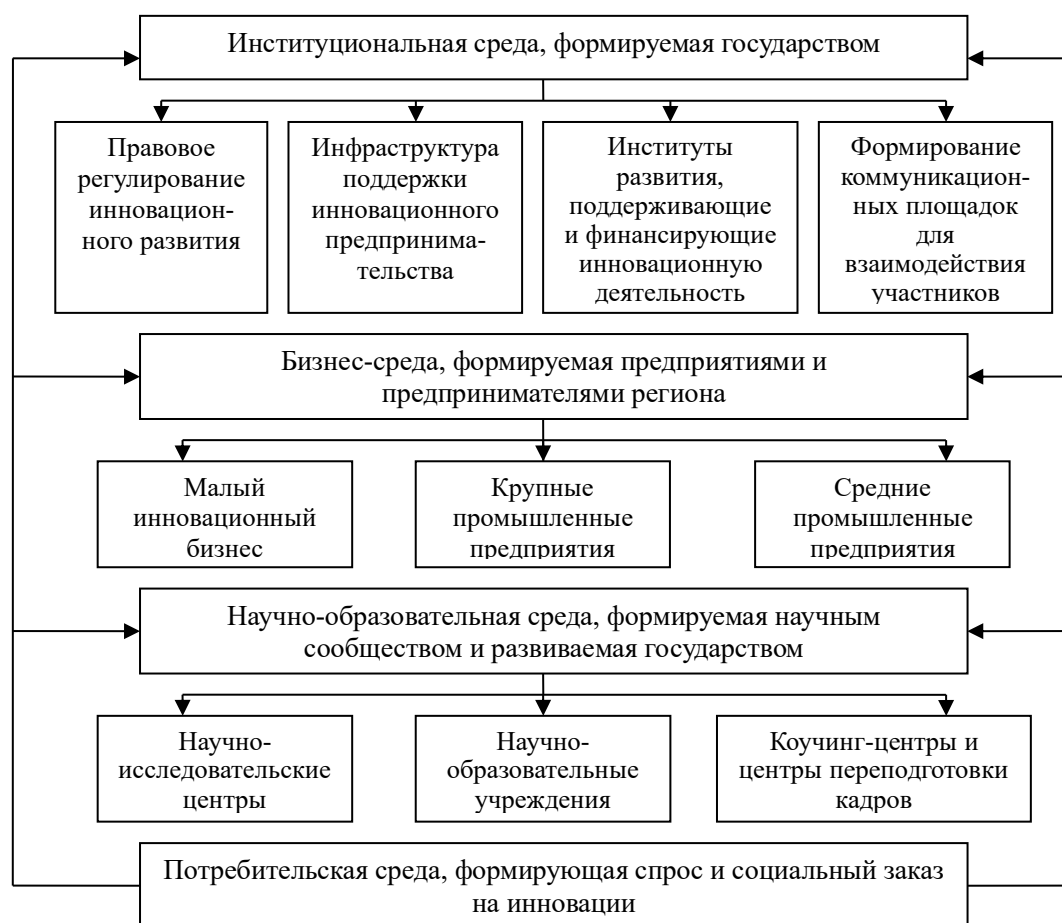 Институциональная среда, формируемая государством
Правовое
регулирование
инновацион-
ного развития
Инфраструктура
поддержки
инновационного
предпринима-
тельства
Институты
развития,
поддерживающие
и финансирующие
инновационную
деятельность
Формирование
коммуникацион-
ных площадок
для
взаимодействия
участников
Бизнес-среда, формируемая предприятиями и
предпринимателями региона
Малый
инновационный
бизнес
Крупные
промышленные
предприятия
Средние
промышленные
предприятия
Научно-образовательная среда, формируемая научным
сообществом и развиваемая государством
Научно-
исследовательские
центры
Научно-
образовательные
учреждения
Коучинг-центры и
центры переподготовки
кадров
Потребительская среда, формирующая спрос и социальный заказ
на инновации